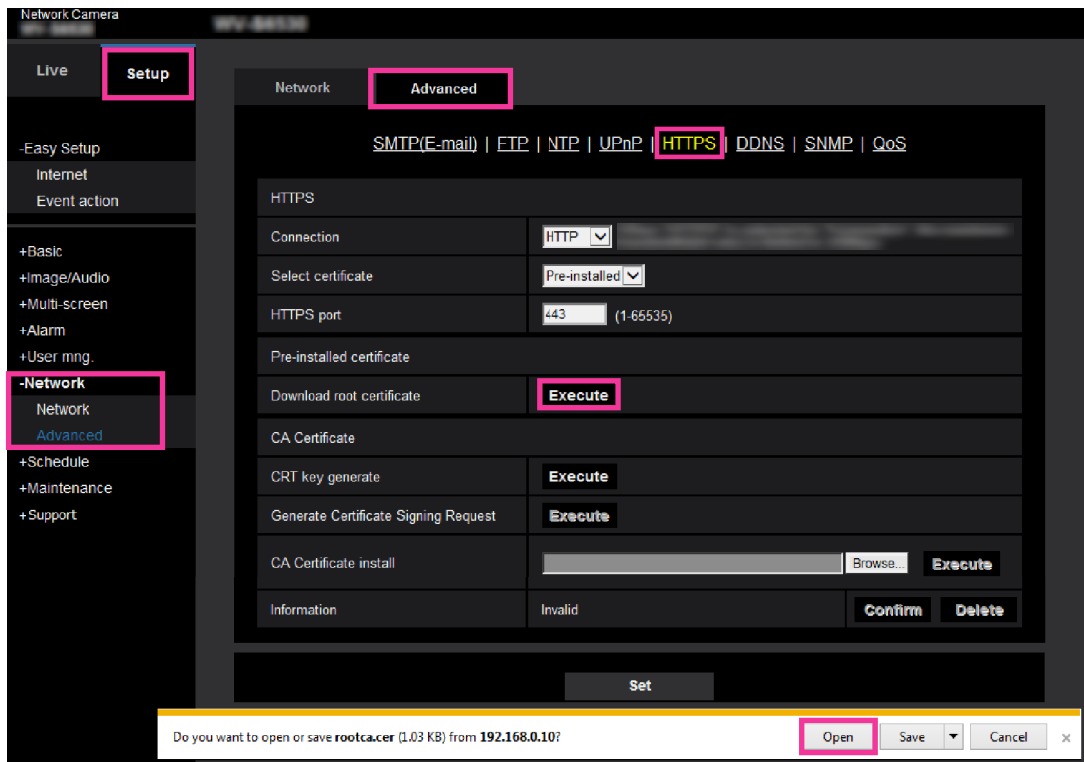 Network Camera
Live
Setup
-Easy Setup
Internet
Event action
+Basic
+Image/Audio
+Multi-screen
+Alarm
+User mng.
-Network
Network
Advanced
+Schedule
+Maintenance
+Support
Network
Advanced
SMTP(E-mail) | FTP | NTP | UPnP | HTTPS | DDNS | SNMP | QoS
HTTPS
Connection HTTP
Select certificate Pre-installed
HTTPS port 443 (1-65535)
Pre-installed certificate
Download root certificate Execute
CA Certificate
CRT key generate Execute
Generate Certificate Signing Request Execute
CA Certificate install Browse... Execute
Information Invalid Confirm Delete
Set
Do you want to open or save rootca.cer (1.03 KB) from 192.168.0.10? Open Save Cancel ×